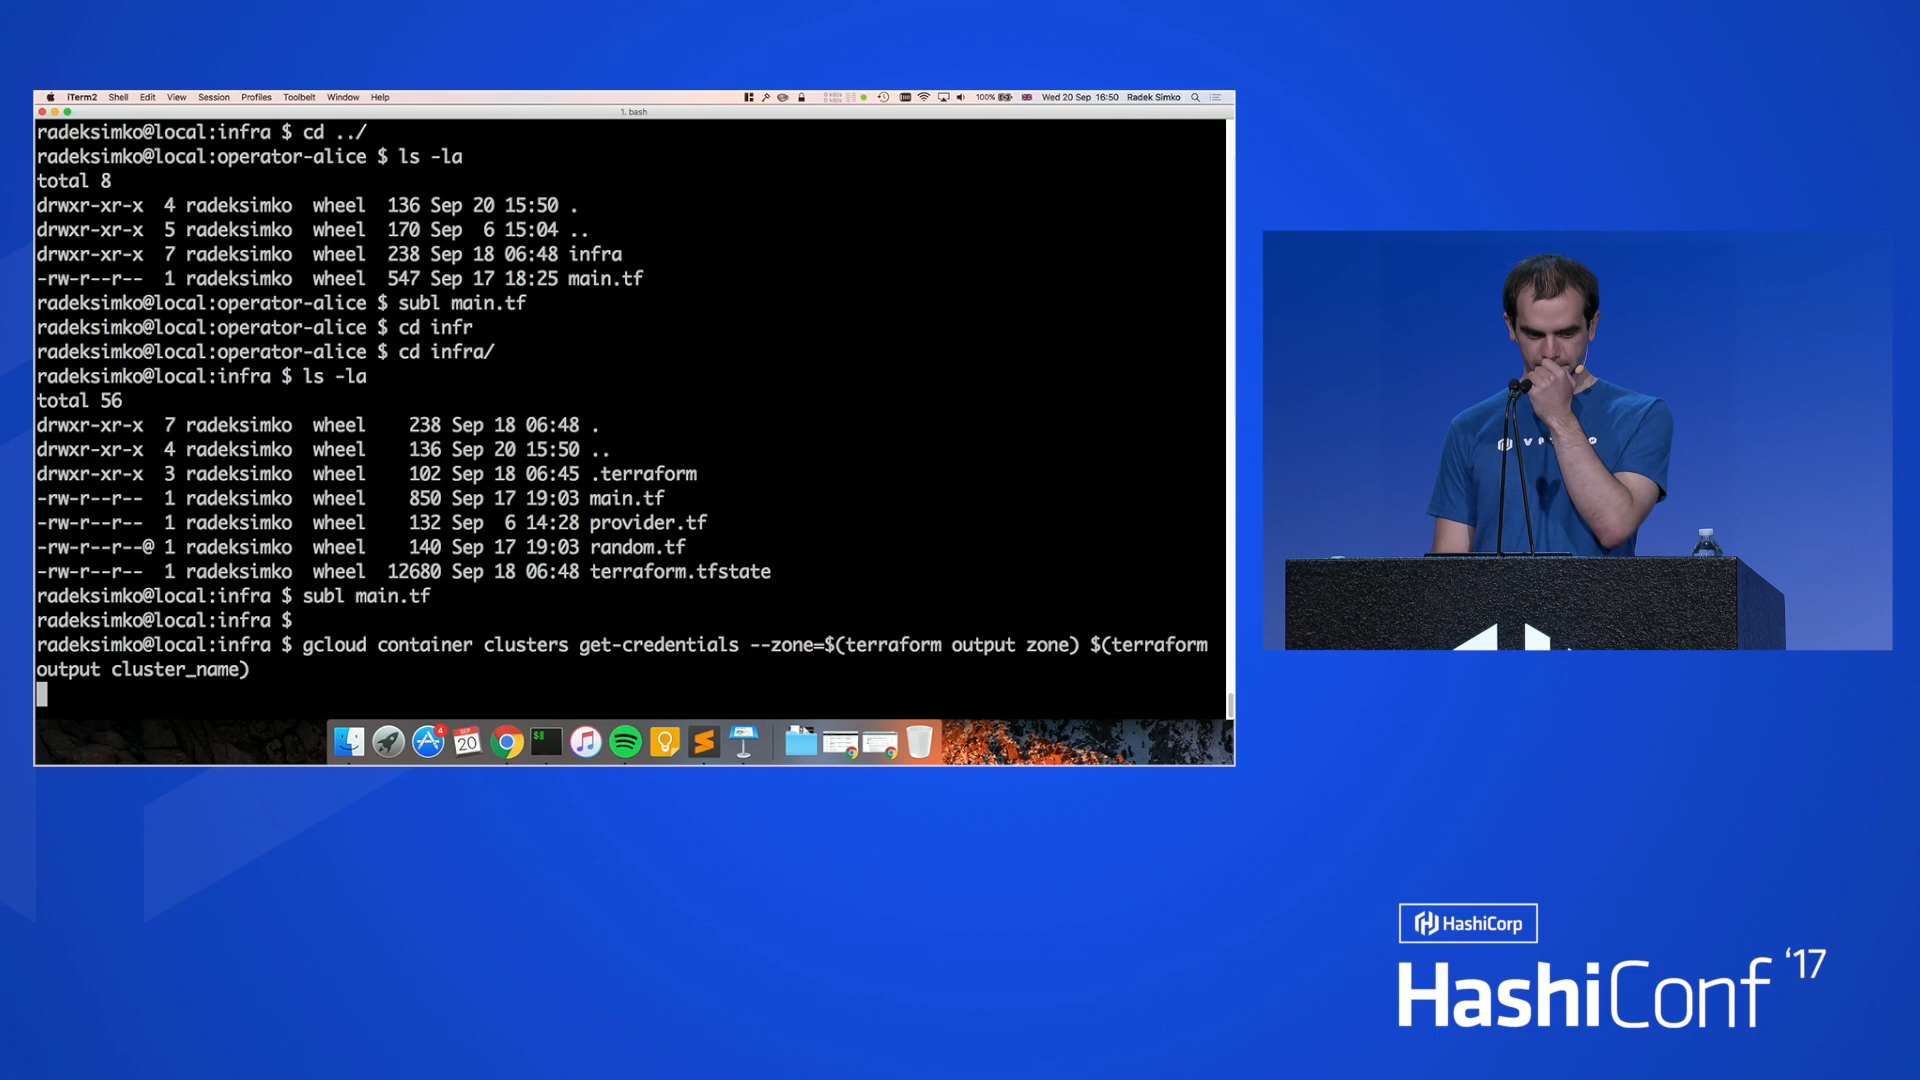 iTerm2 Shell Edit View Session Profiles Toolbelt Window Help
100% Wed 20 Sep 16:50 Radek Simko
1. bash
radeksimko@local:infra $ cd ../
radeksimko@local:operator-alice $ ls -la
total 8
drwxr-xr-x 4 radeksimko wheel 136 Sep 20 15:50 .
drwxr-xr-x 5 radeksimko wheel 170 Sep 6 15:04 ..
drwxr-xr-x 7 radeksimko wheel 238 Sep 18 06:48 infra
-rw-r--r-- 1 radeksimko wheel 547 Sep 17 18:25 main.tf
radeksimko@local:operator-alice $ subl main.tf
radeksimko@local:operator-alice $ cd infr
radeksimko@local:operator-alice $ cd infra/
radeksimko@local:infra $ ls -la
total 56
drwxr-xr-x 7 radeksimko wheel 238 Sep 18 06:48 .
drwxr-xr-x 4 radeksimko wheel 136 Sep 20 15:50 ..
drwxr-xr-x 3 radeksimko wheel 102 Sep 18 06:45 .terraform
-rw-r--r-- 1 radeksimko wheel 850 Sep 17 19:03 main.tf
-rw-r--r-- 1 radeksimko wheel 132 Sep 6 14:28 provider.tf
-rw-r--r--@ 1 radeksimko wheel 140 Sep 17 19:03 random.tf
-rw-r--r-- 1 radeksimko wheel 12680 Sep 18 06:48 terraform.tfstate
radeksimko@local:infra $ subl main.tf
radeksimko@local:infra $
radeksimko@local:infra $ gcloud container clusters get-credentials --zone=$(terraform output zone) $(terraform
output cluster_name)
4
SEP
20
HashiCorp
HashiConf '17